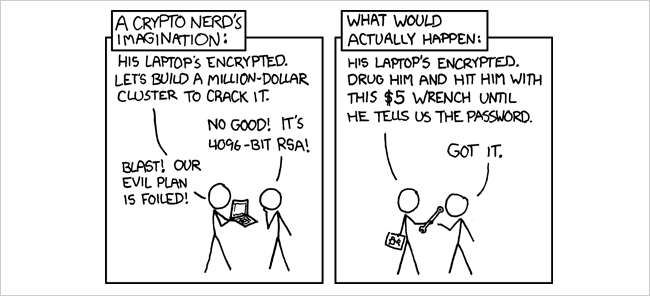 A CRYPTO NERD'S
IMAGINATION:
HIS LAPTOP'S ENCRYPTED.
LET'S BUILD A MILLION-DOLLAR
CLUSTER TO CRACK IT.
NO GOOD! IT'S
4096-BIT RSA!
BLAST! OUR
EVIL PLAN
IS FOILED!
WHAT WOULD
ACTUALLY HAPPEN:
HIS LAPTOP'S ENCRYPTED.
DRUG HIM AND HIT HIM WITH
THIS $5 WRENCH UNTIL
HE TELLS US THE PASSWORD.
GOT IT.